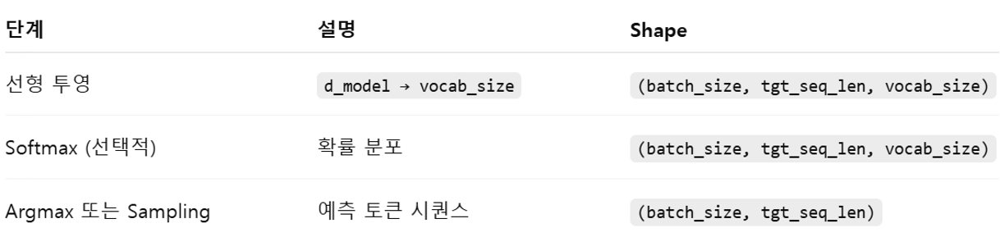 단계 설명 Shape
선형 투영 d_model → vocab_size (batch_size, tgt_seq_len, vocab_size)
Softmax (선택적) 확률 분포 (batch_size, tgt_seq_len, vocab_size)
Argmax 또는 Sampling 예측 토큰 시퀀스 (batch_size, tgt_seq_len)